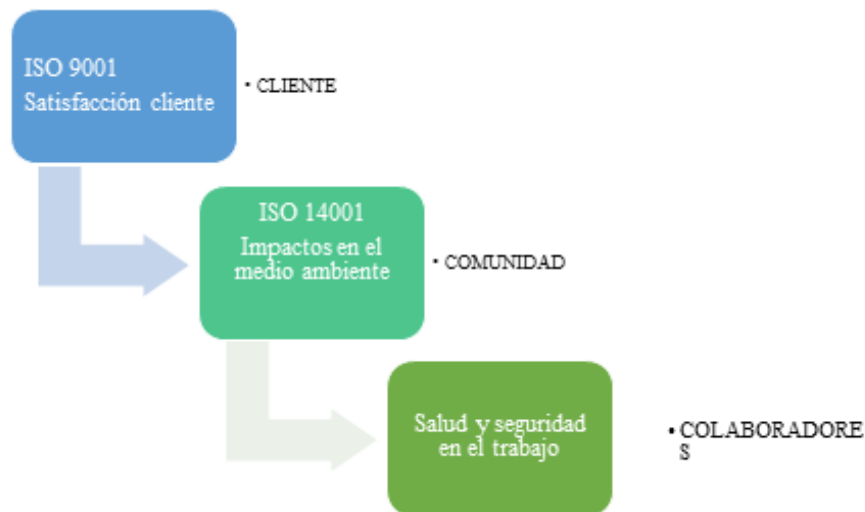 ISO 9001
Satisfacción cliente
• CLIENTE
ISO 14001
Impactos en el
medio ambiente
• COMUNIDAD
Salud y seguridad
en el trabajo
• COLABORADORE
S